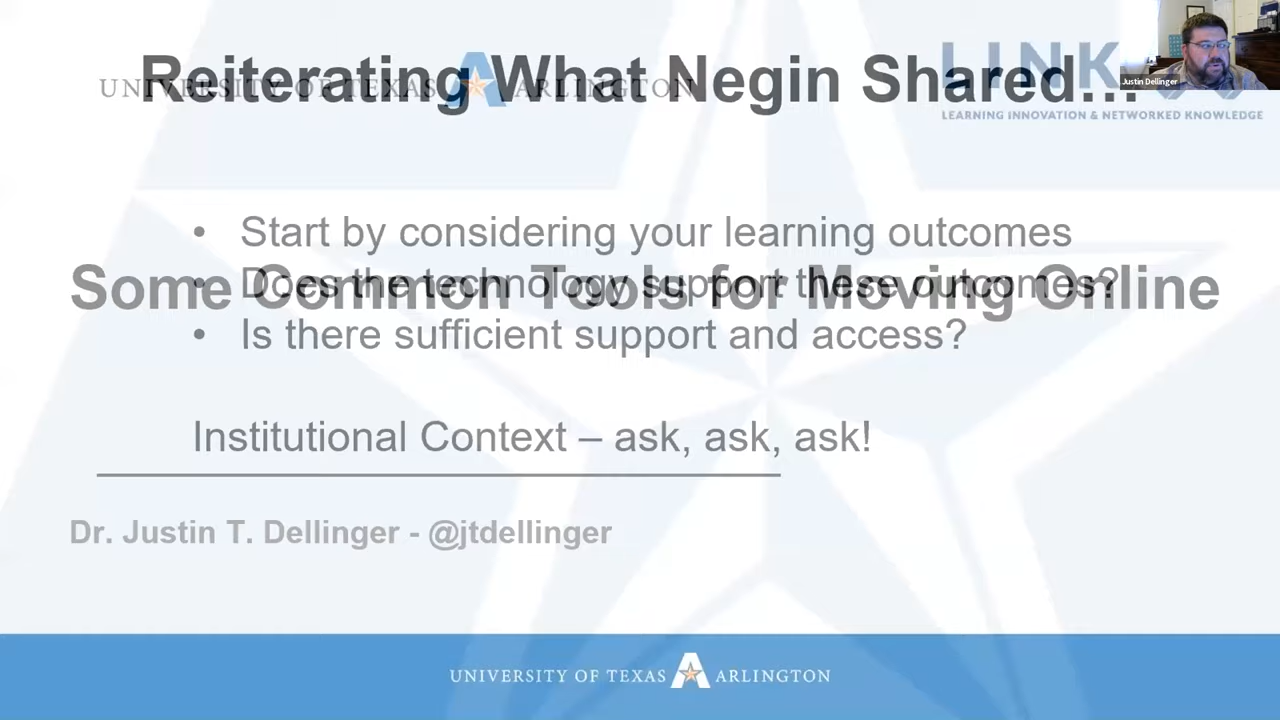 Reiterating What Negin Shared...
UNIVERSITY OF TEXAS ARLINGTON
LINK
LEARNING INNOVATION & NETWORKED KNOWLEDGE
Justin Dellinger
• Start by considering your learning outcomes
Some Common Tools for Moving Online
• Does the technology support these outcomes?
• Is there sufficient support and access?
Institutional Context – ask, ask, ask!
Dr. Justin T. Dellinger - @jtdellinger
UNIVERSITY OF TEXAS ARLINGTON